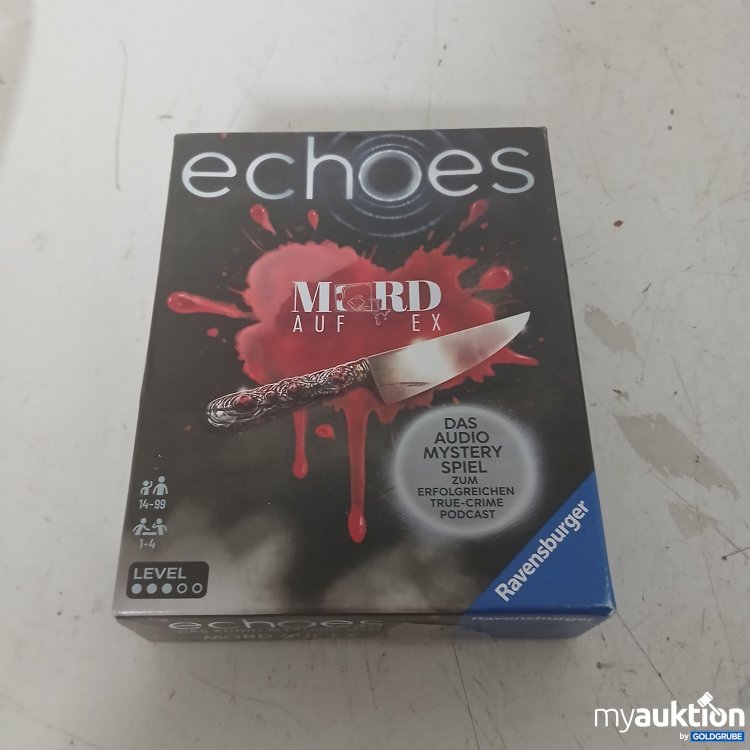 echoes
MORD
AUF EX
DAS
AUDIO
MYSTERY
SPIEL
ZUM
ERFOLGREICHEN
TRUE-CRIME
PODCAST
14-99
1-4
LEVEL
Ravensburger
echoes
Ravensburger
myauktion
by GOLDGRUBE